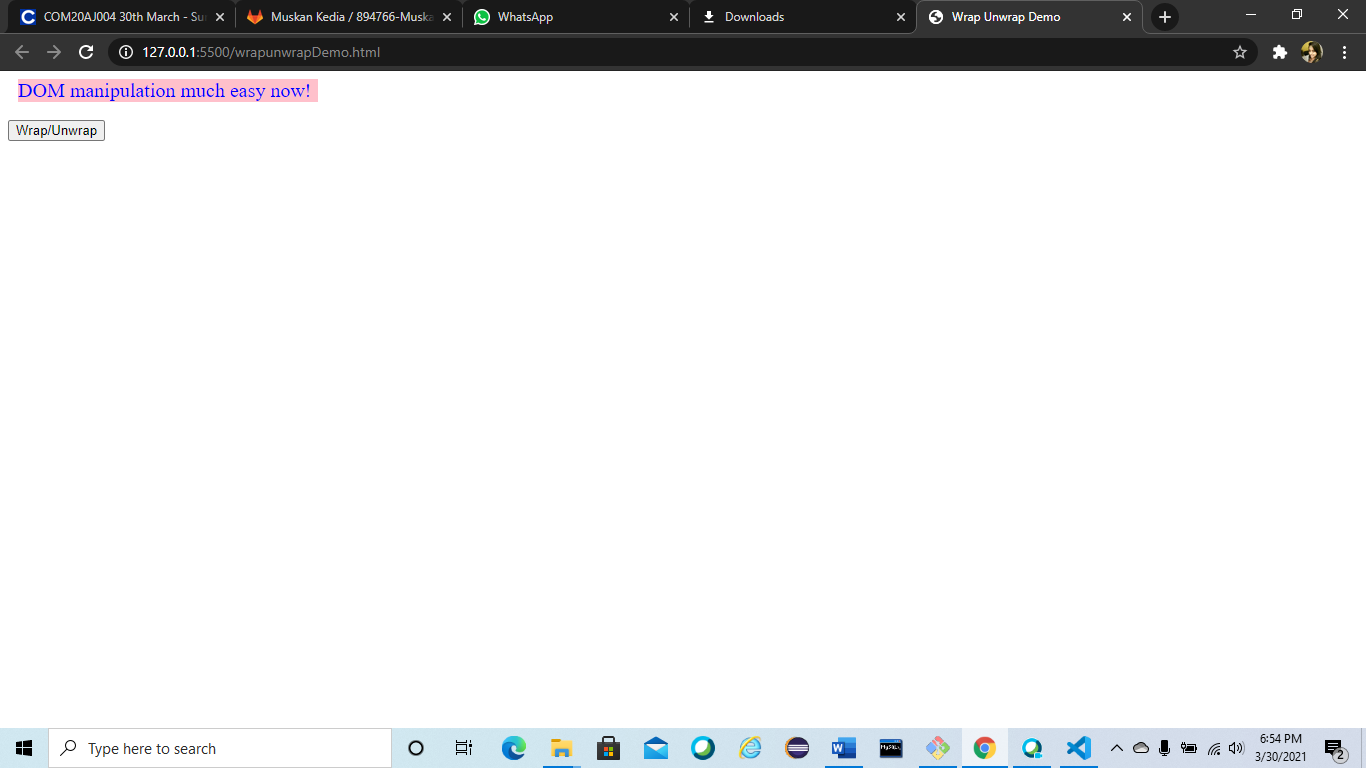 COM20AJ004 30th March - Su
Muskan Kedia / 894766-Muska
WhatsApp
Downloads
Wrap Unwrap Demo
127.0.0.1:5500/wrapunwrapDemo.html
DOM manipulation much easy now!
Wrap/Unwrap
Type here to search
6:54 PM
3/30/2021
2